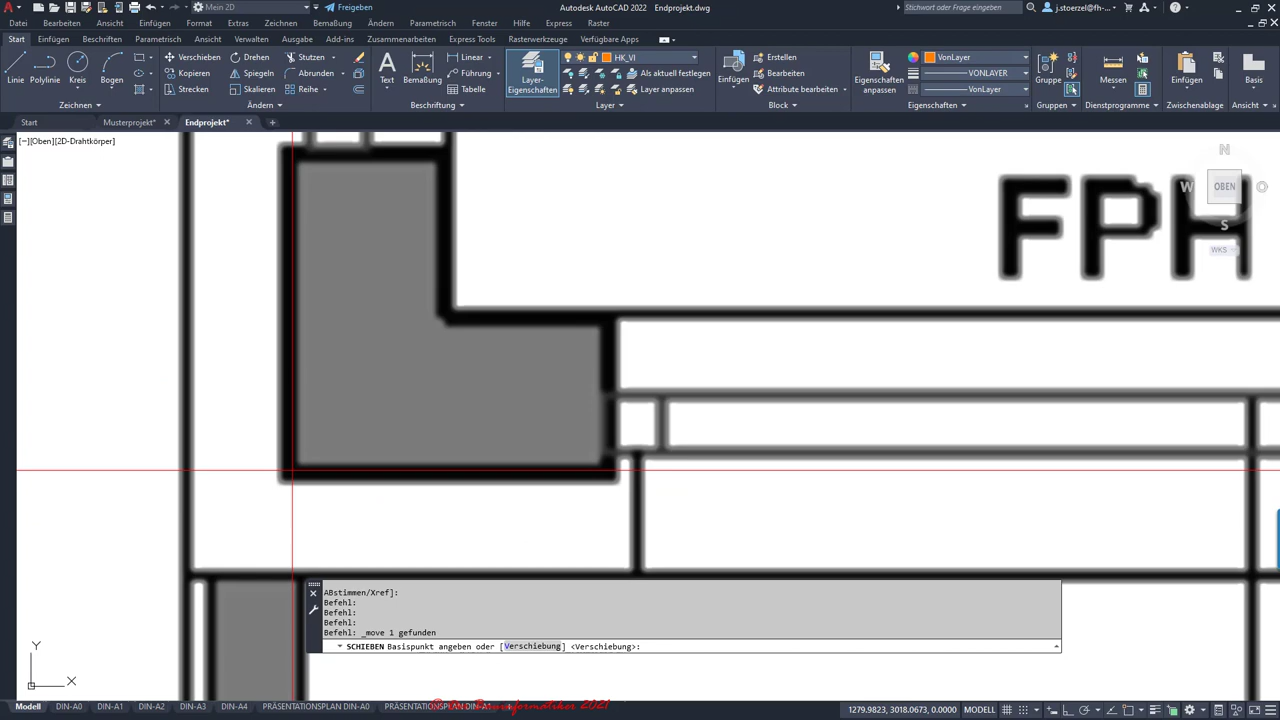 Mein 2D
Freigeben
Autodesk AutoCAD 2022 Endprojekt.dwg
Stichwort oder Frage eingeben
j.stoerzel@fh-...
Datei Bearbeiten Ansicht Einfügen Format Extras Zeichnen Bemaßung Ändern Parametrisch Fenster Hilfe Express Raster
Start Einfügen Beschriften Parametrisch Ansicht Verwalten Ausgabe Add-ins Zusammenarbeiten Express Tools Rasterwerkzeuge Verfügbare Apps
Linie Polylinie Kreis Bogen
Verschieben Drehen Stutzen
Kopieren Spiegeln Abrunden
Strecken Skalieren Reihe
Text Bemaßung
Linear
Führung
Tabelle
Layer-
Eigenschaften
HK_VI
Als aktuell festlegen
Layer anpassen
Einfügen
Erstellen
Bearbeiten
Attribute bearbeiten
Eigenschaften
anpassen
VonLayer
VONLAYER
VonLayer
Gruppe
Messen
Einfügen
Basis
Zeichnen Ändern Beschriftung Layer Block Eigenschaften Gruppen Dienstprogramme Zwischenablage Ansicht
Start Musterprojekt* Endprojekt*
[−][Oben][2D-Drahtkörper]
N
W OBEN O
S
WKS
FPH
ABstimmen/Xref]:
Befehl:
Befehl:
Befehl:
Befehl: _move 1 gefunden
SCHIEBEN Basispunkt angeben oder [Verschiebung] <Verschiebung>:
Y
X
Modell DIN-A0 DIN-A1 DIN-A2 DIN-A3 DIN-A4 PRÄSENTATIONSPLAN DIN-A0 PRÄSENTATIONSPLAN DIN-A1
© Der Bauinformatiker 2021
1279.9823, 3018.0673, 0.0000 MODELL